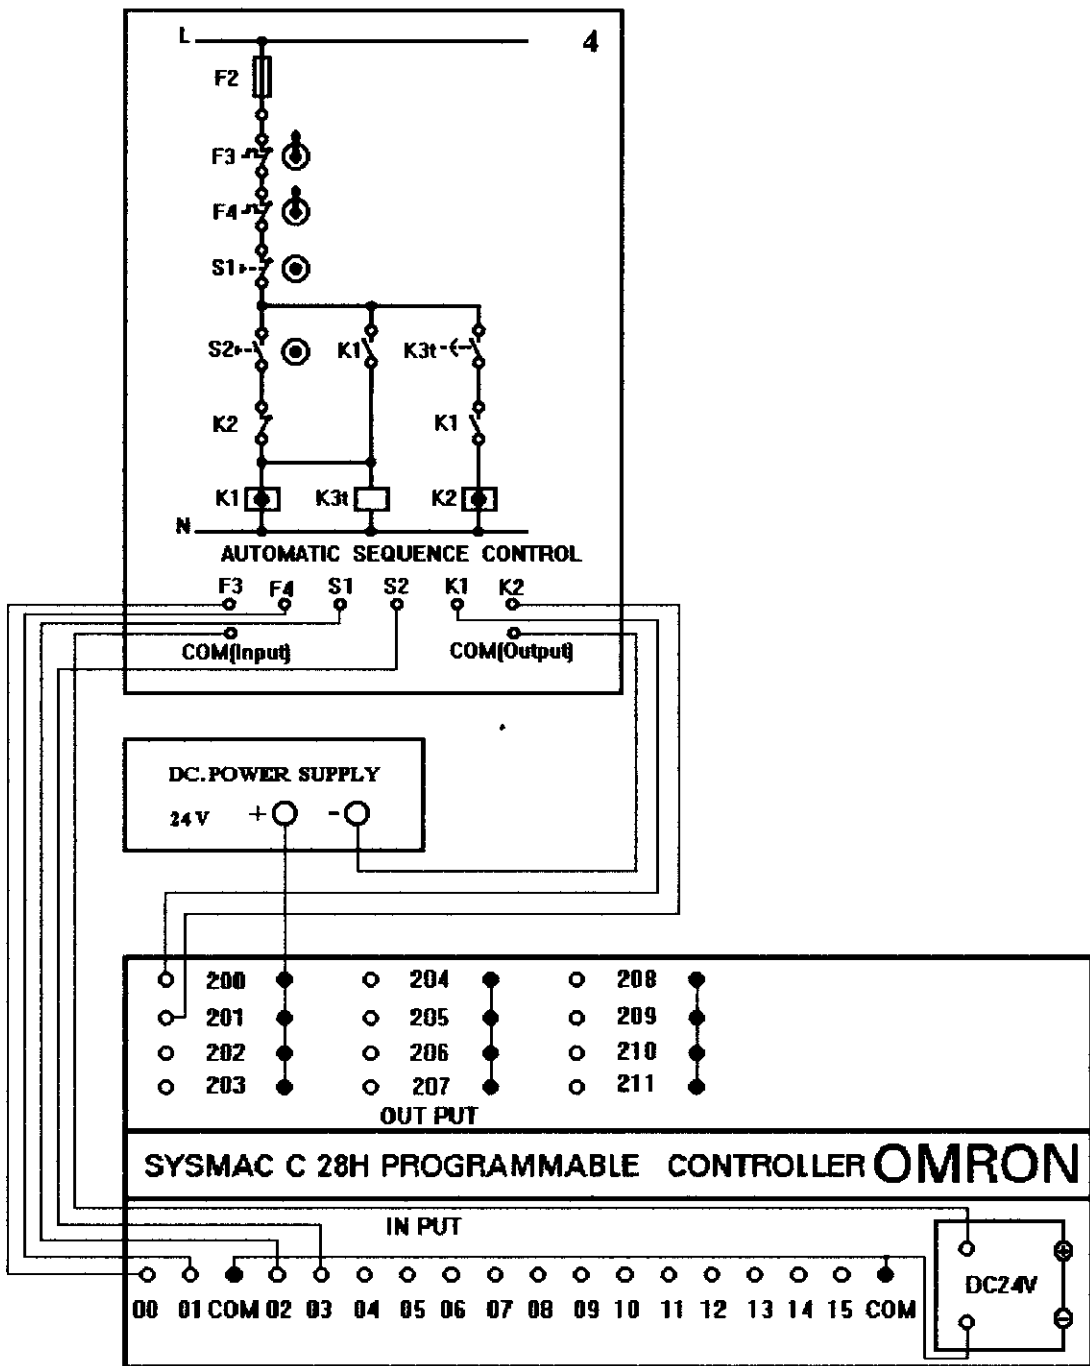 L 4
F2
F3
F4
S1
S2 K1 K3t
K2 K1
K1 K3t K2
N
AUTOMATIC SEQUENCE CONTROL
F3 F4 S1 S2 K1 K2
COM(Input) COM(Output)
DC.POWER SUPPLY
24 V + -
200 204 208
201 205 209
202 206 210
203 207 211
OUT PUT
SYSMAC C 28H PROGRAMMABLE CONTROLLER OMRON
IN PUT
DC24V
00 01 COM 02 03 04 05 06 07 08 09 10 11 12 13 14 15 COM